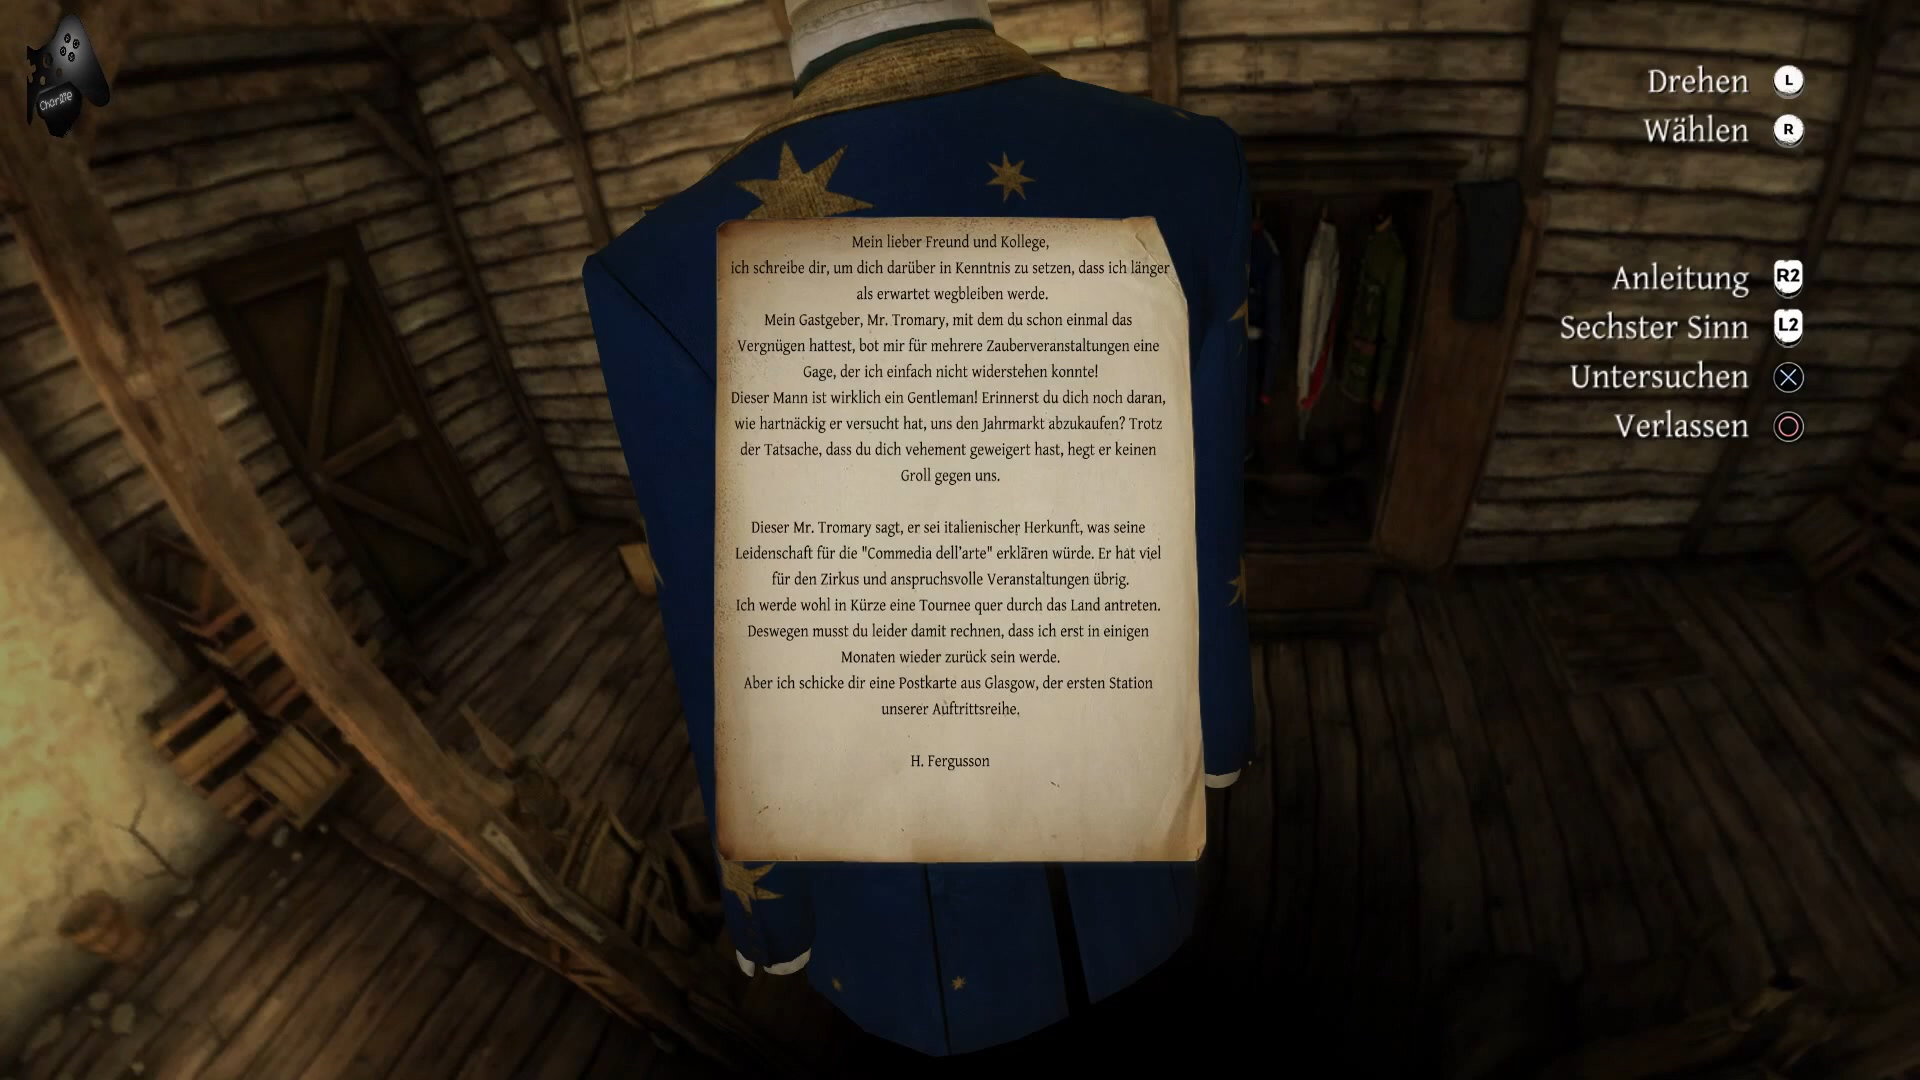 Charlie
Drehen L
Wählen R
Anleitung R2
Sechster Sinn L2
Untersuchen
Verlassen
Mein lieber Freund und Kollege,
ich schreibe dir, um dich darüber in Kenntnis zu setzen, dass ich länger
als erwartet wegbleiben werde.
Mein Gastgeber, Mr. Tromary, mit dem du schon einmal das
Vergnügen hattest, bot mir für mehrere Zauberveranstaltungen eine
Gage, der ich einfach nicht widerstehen konnte!
Dieser Mann ist wirklich ein Gentleman! Erinnerst du dich noch daran,
wie hartnäckig er versucht hat, uns den Jahrmarkt abzukaufen? Trotz
der Tatsache, dass du dich vehement geweigert hast, hegt er keinen
Groll gegen uns.
Dieser Mr. Tromary sagt, er sei italienischer Herkunft, was seine
Leidenschaft für die "Commedia dell'arte" erklären würde. Er hat viel
für den Zirkus und anspruchsvolle Veranstaltungen übrig.
Ich werde wohl in Kürze eine Tournee quer durch das Land antreten.
Deswegen musst du leider damit rechnen, dass ich erst in einigen
Monaten wieder zurück sein werde.
Aber ich schicke dir eine Postkarte aus Glasgow, der ersten Station
unserer Auftrittsreihe.
H. Fergusson